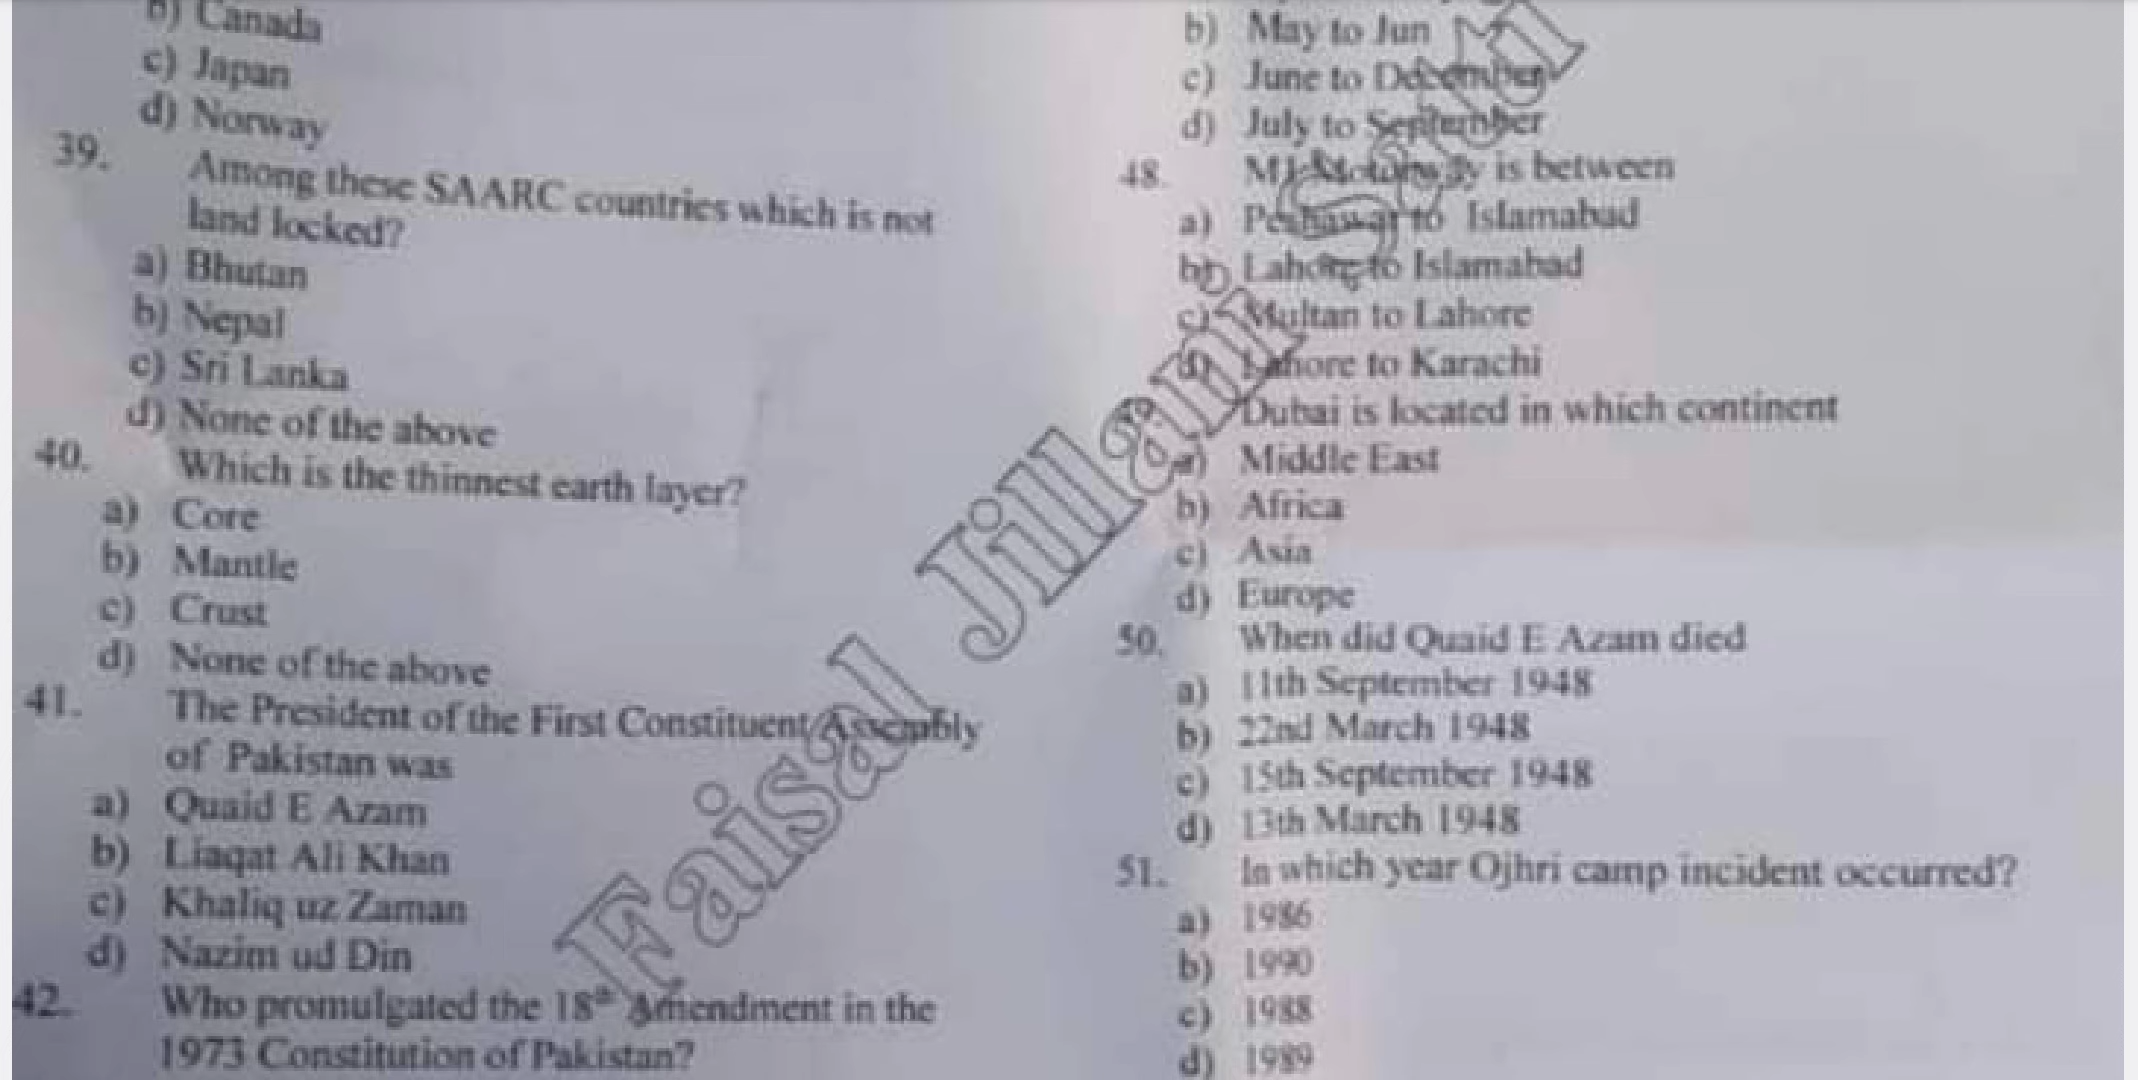 b) Canada
c) Japan
d) Norway
39. Among these SAARC countries which is not
land locked?
a) Bhutan
b) Nepal
c) Sri Lanka
d) None of the above
40. Which is the thinnest earth layer?
a) Core
b) Mantle
c) Crust
d) None of the above
41. The President of the First Constituent Assembly
of Pakistan was
a) Quaid E Azam
b) Liaqat Ali Khan
c) Khaliq uz Zaman
d) Nazim ud Din
42. Who promulgated the 18th Amendment in the
1973 Constitution of Pakistan?
b) May to Jun
c) June to December
d) July to September
48. M1 Motorway is between
a) Peshawar to Islamabad
b) Lahore to Islamabad
c) Multan to Lahore
d) Lahore to Karachi
Dubai is located in which continent
a) Middle East
b) Africa
c) Asia
d) Europe
50. When did Quaid E Azam died
a) 11th September 1948
b) 22nd March 1948
c) 15th September 1948
d) 13th March 1948
51. In which year Ojhri camp incident occurred?
a) 1986
b) 1990
c) 1988
d) 1989
Faisal Jillani